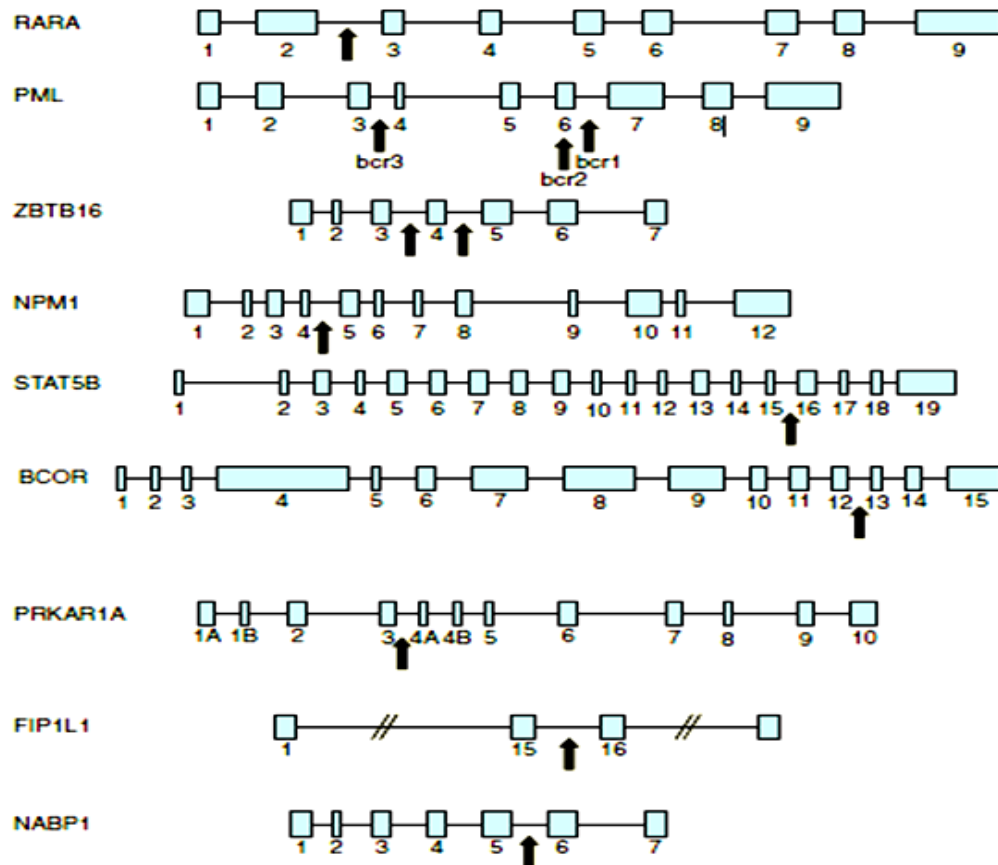 RARA
1 2 3 4 5 6 7 8 9
PML
1 2 3 4 5 6 7 8 9
bcr3 bcr2 bcr1
ZBTB16
1 2 3 4 5 6 7
NPM1
1 2 3 4 5 6 7 8 9 10 11 12
STAT5B
1 2 3 4 5 6 7 8 9 10 11 12 13 14 15 16 17 18 19
BCOR
1 2 3 4 5 6 7 8 9 10 11 12 13 14 15
PRKAR1A
1A 1B 2 3 4A 4B 5 6 7 8 9 10
FIP1L1
1 15 16
NABP1
1 2 3 4 5 6 7